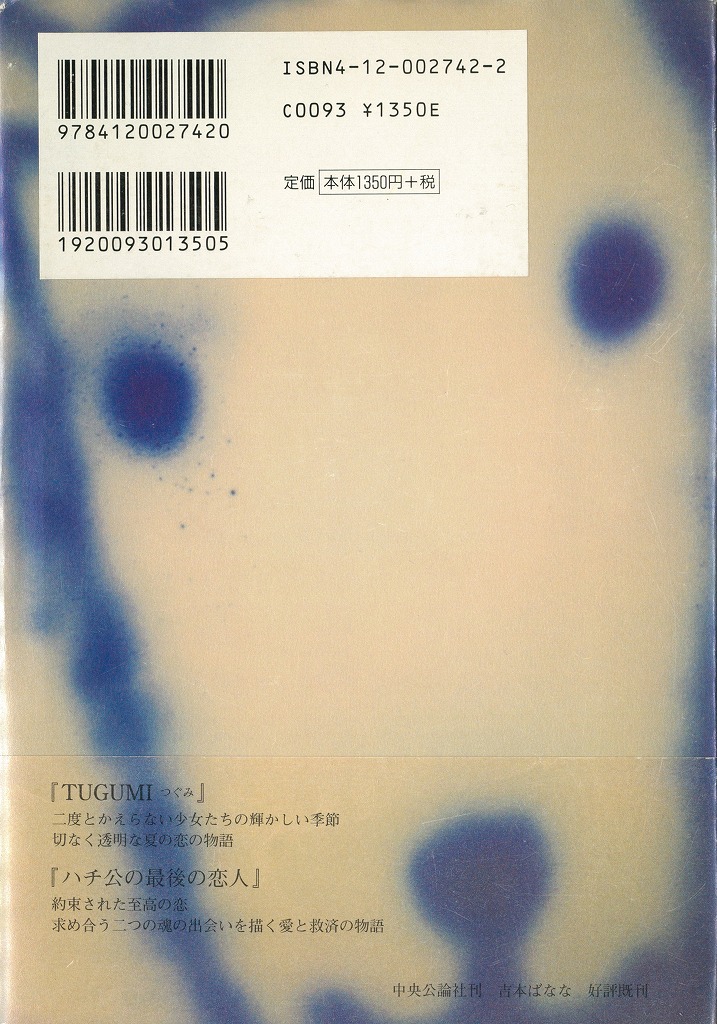 ISBN4-12-002742-2
C0093 ¥1350E
9784120027420
定価 本体1350円+税
1920093013505
『TUGUMI つぐみ』
二度とかえらない少女たちの輝かしい季節
切なく透明な夏の恋の物語
『ハチ公の最後の恋人』
約束された至高の恋
求め合う二つの魂の出会いを描く愛と救済の物語
中央公論社刊 吉本ばなな 好評既刊